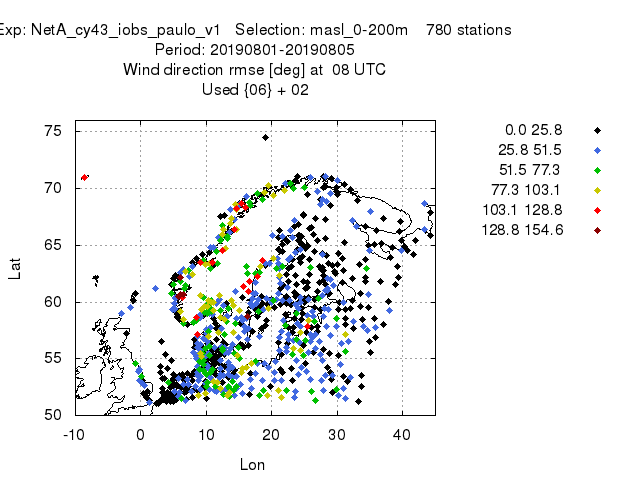 Exp: NetA_cy43_iobs_paulo_v1 Selection: masl_0-200m 780 stations
Period: 20190801-20190805
Wind direction rmse [deg] at 08 UTC
Used {06} + 02
75
70
65
60
55
50
Lat
-10 0 10 20 30 40
Lon
0.0 25.8
25.8 51.5
51.5 77.3
77.3 103.1
103.1 128.8
128.8 154.6